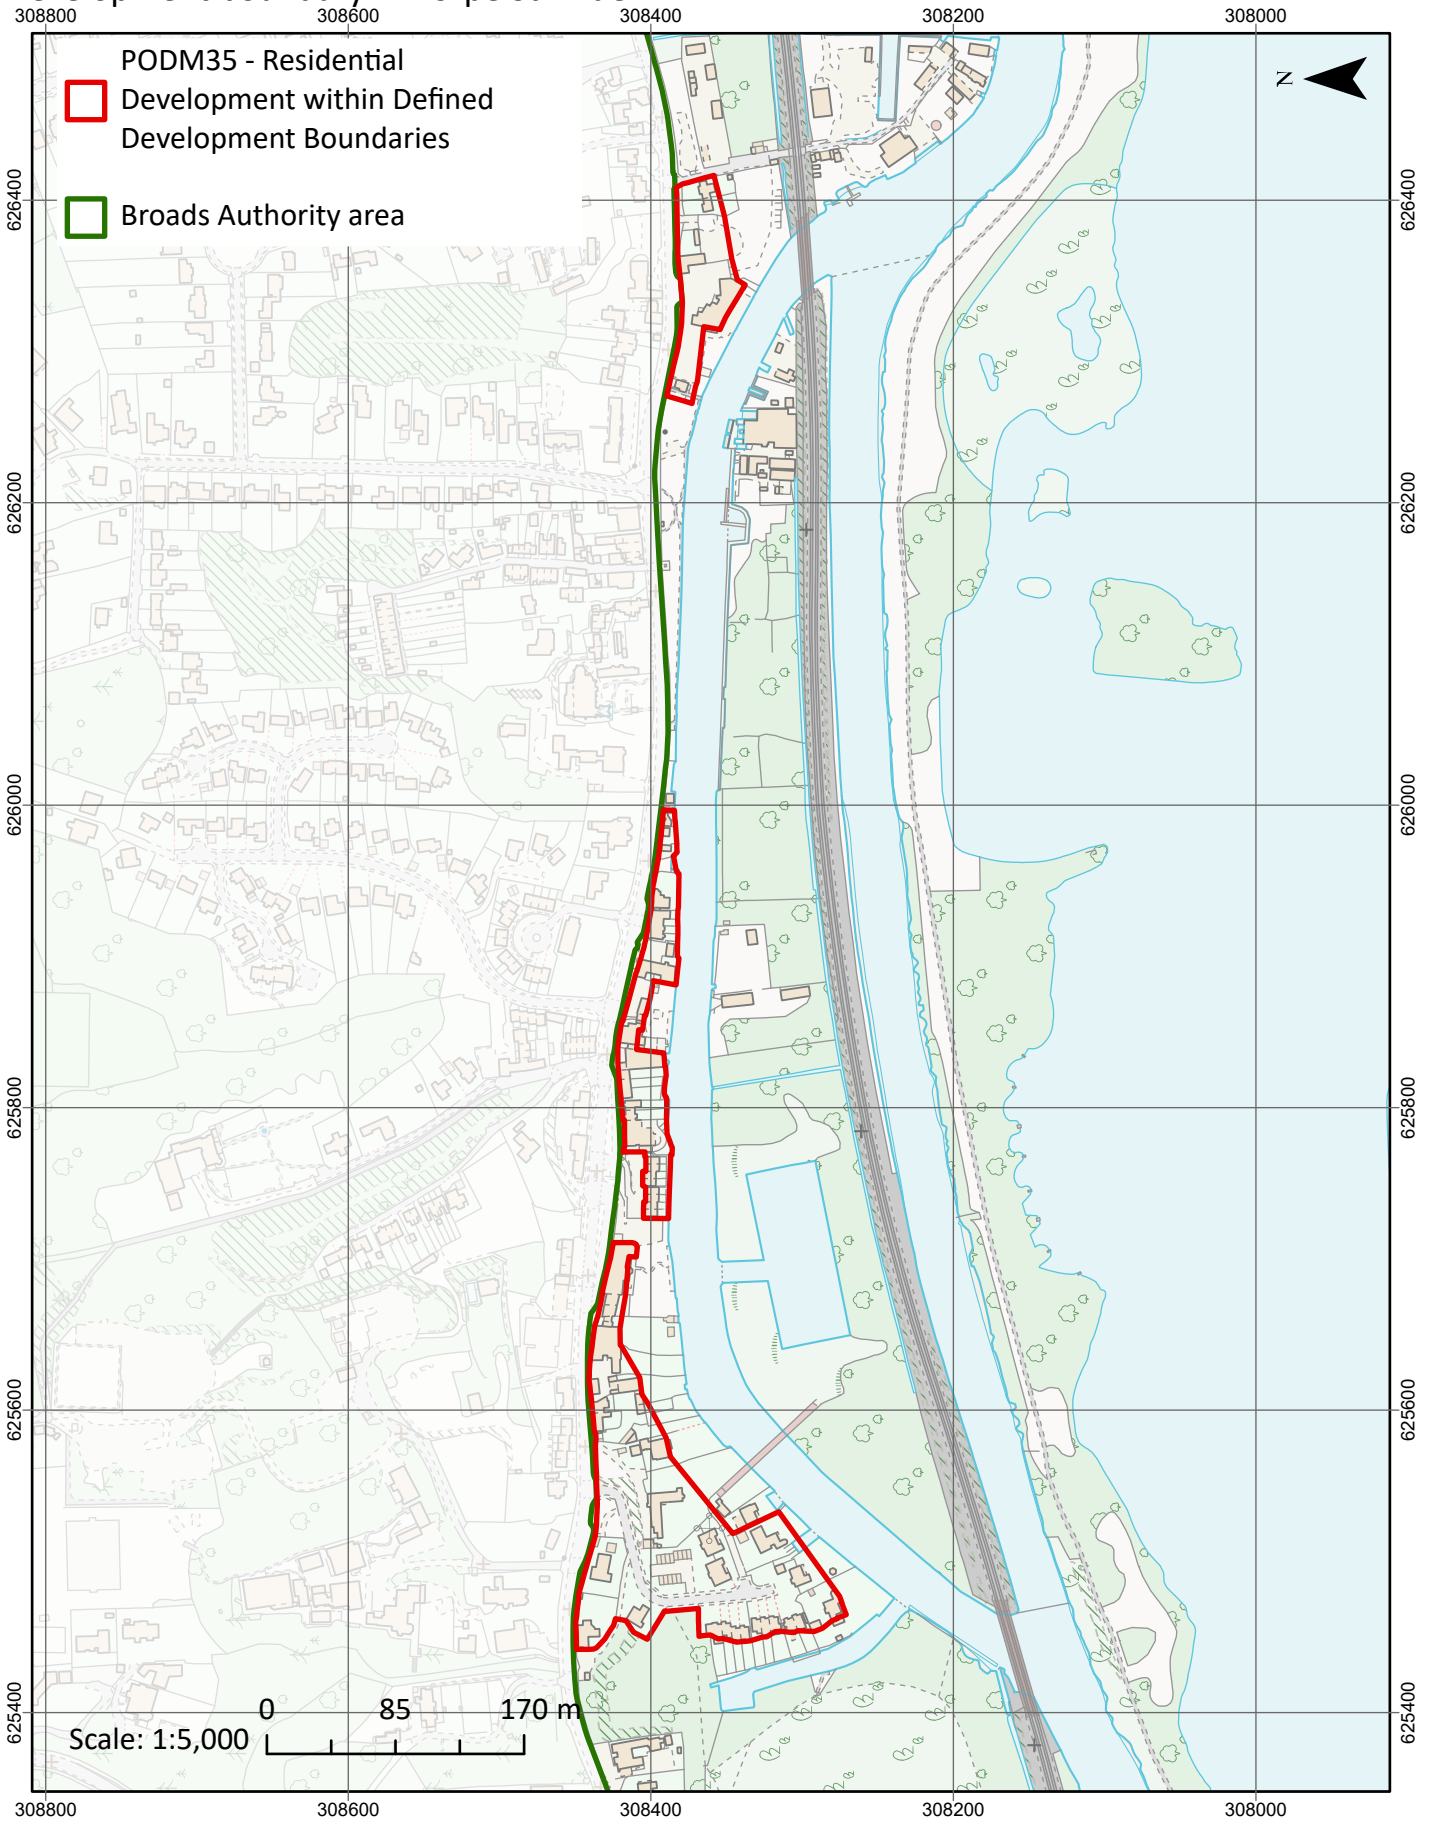 308800 308600 308400 308200 308000
PODM35 - Residential
Development within Defined
Development Boundaries
Broads Authority area
N
626400 626400
626200 626200
626000 626000
625800 625800
625600 625600
625400 625400
0 85 170 m
Scale: 1:5,000
308800 308600 308400 308200 308000